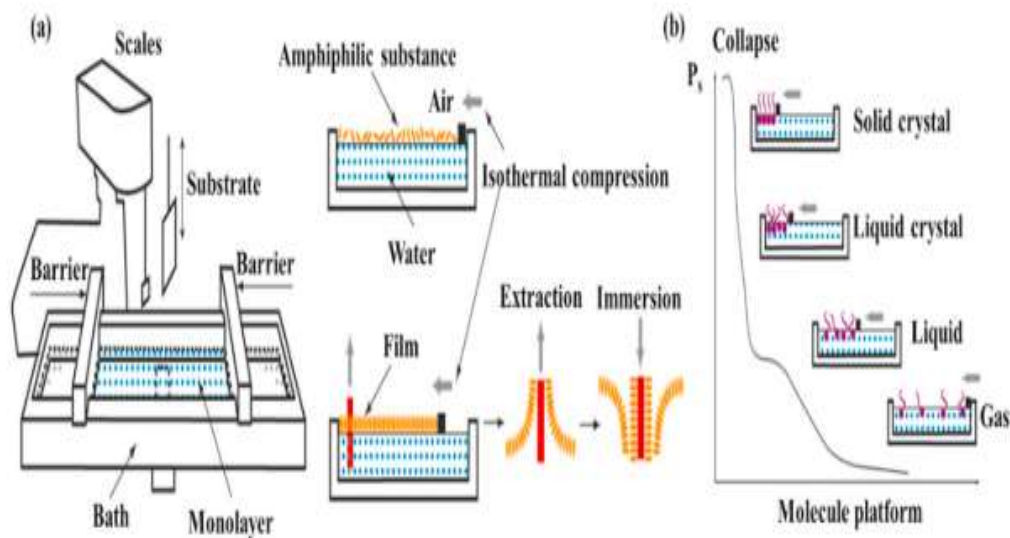 (a)
Scales
Substrate
Barrier
Barrier
Bath
Monolayer
Amphiphilic substance
Air
Isothermal compression
Water
Film
Extraction
Immersion
(b)
Collapse
Ps
Solid crystal
Liquid crystal
Liquid
Gas
Molecule platform